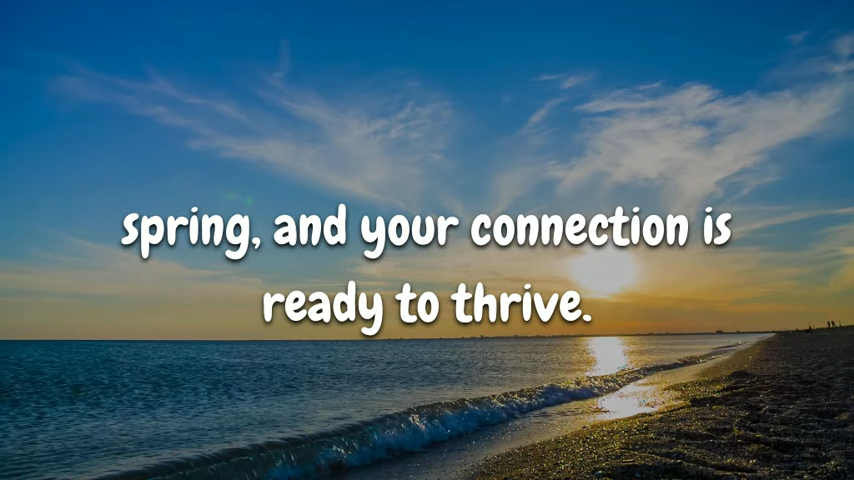 spring, and your connection is
ready to thrive.